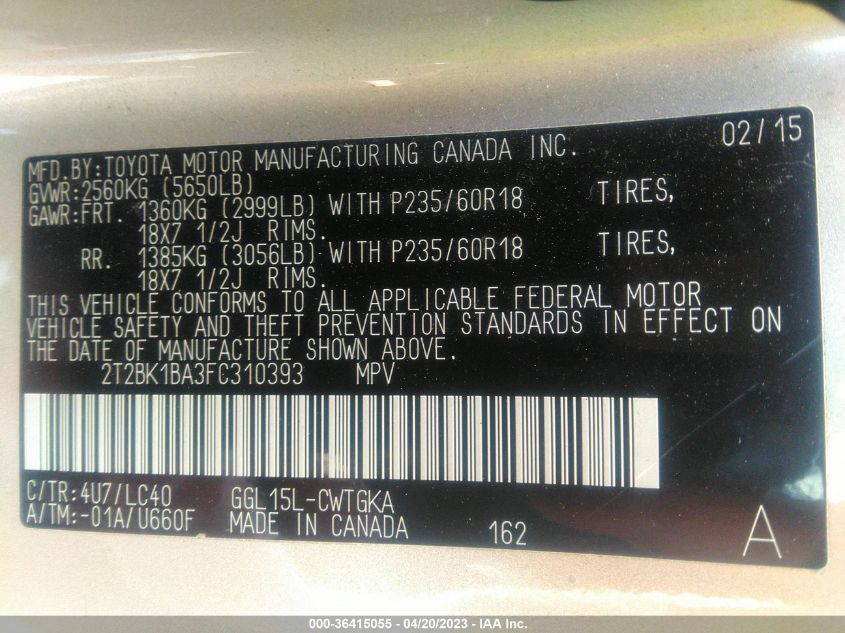 02/15
MFD.BY:TOYOTA MOTOR MANUFACTURING CANADA INC.
GVWR:2560KG (5650LB)
GAWR:FRT. 1360KG (2999LB) WITH P235/60R18 TIRES,
18X7 1/2J RIMS.
RR. 1385KG (3056LB) WITH P235/60R18 TIRES,
18X7 1/2J RIMS.
THIS VEHICLE CONFORMS TO ALL APPLICABLE FEDERAL MOTOR
VEHICLE SAFETY AND THEFT PREVENTION STANDARDS IN EFFECT ON
THE DATE OF MANUFACTURE SHOWN ABOVE.
2T2BK1BA3FC310393 MPV
C/TR:4U7/LC40 GGL15L-CWTGKA
A/TM:-01A/U660F MADE IN CANADA 162 A
000-36415055 - 04/20/2023 - IAA Inc.